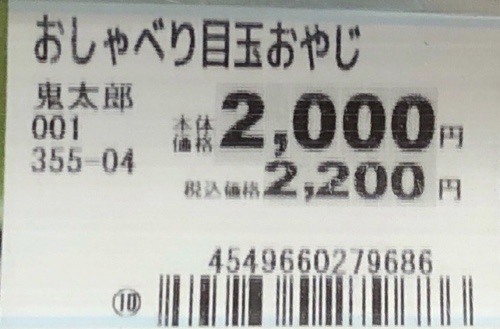 おしゃべり目玉おやじ
鬼太郎
001
355-04
本体価格 2,000円
税込価格 2,200円
4549660279686
⑩